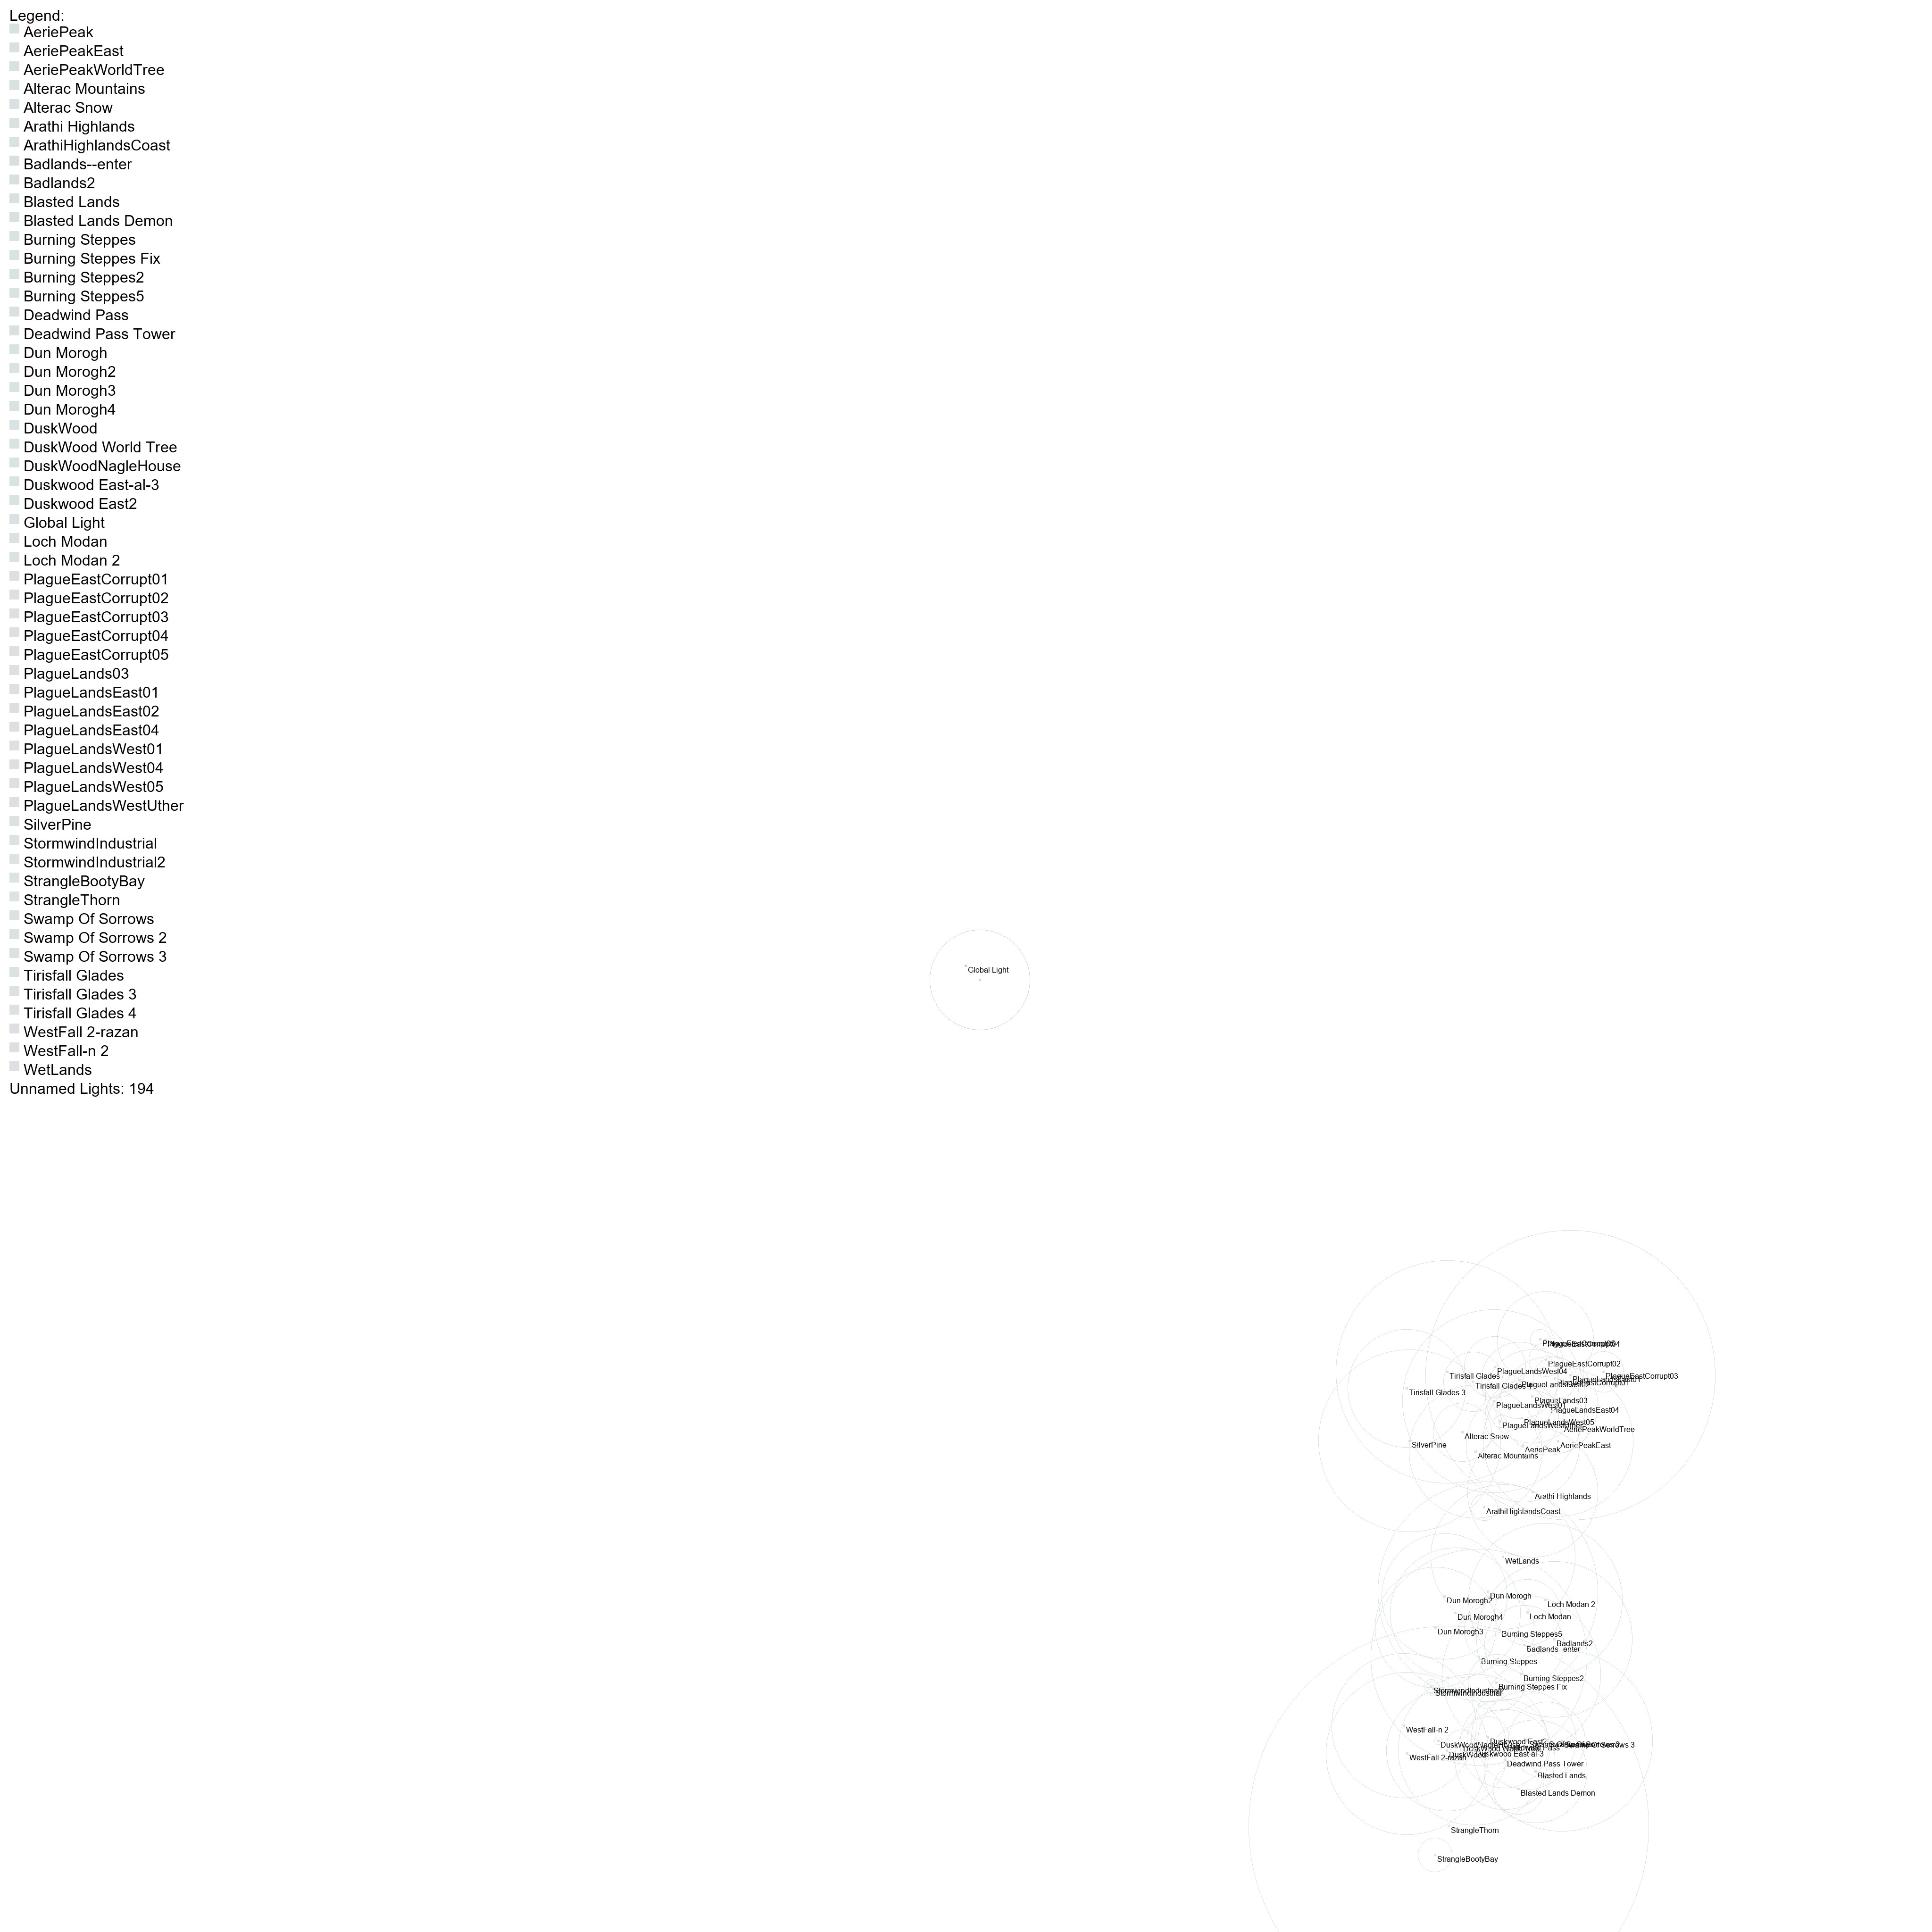 Legend:
AeriePeak
AeriePeakEast
AeriePeakWorldTree
Alterac Mountains
Alterac Snow
Arathi Highlands
ArathiHighlandsCoast
Badlands--enter
Badlands2
Blasted Lands
Blasted Lands Demon
Burning Steppes
Burning Steppes Fix
Burning Steppes2
Burning Steppes5
Deadwind Pass
Deadwind Pass Tower
Dun Morogh
Dun Morogh2
Dun Morogh3
Dun Morogh4
DuskWood
DuskWood World Tree
DuskWoodNagleHouse
Duskwood East-al-3
Duskwood East2
Global Light
Loch Modan
Loch Modan 2
PlagueEastCorrupt01
PlagueEastCorrupt02
PlagueEastCorrupt03
PlagueEastCorrupt04
PlagueEastCorrupt05
PlagueLands03
PlagueLandsEast01
PlagueLandsEast02
PlagueLandsEast04
PlagueLandsWest01
PlagueLandsWest04
PlagueLandsWest05
PlagueLandsWestUther
SilverPine
StormwindIndustrial
StormwindIndustrial2
StrangleBootyBay
StrangleThorn
Swamp Of Sorrows
Swamp Of Sorrows 2
Swamp Of Sorrows 3
Tirisfall Glades
Tirisfall Glades 3
Tirisfall Glades 4
WestFall 2-razan
WestFall-n 2
WetLands
Unnamed Lights: 194
Global Light
PlagueEastCorrupt05
PlagueEastCorrupt04
PlagueEastCorrupt02
PlagueLandsWest04
Tirisfall Glades
PlagueEastCorrupt03
PlagueLandsEast01
PlagueEastCorrupt01
PlagueLandsEast02
Tirisfall Glades 4
Tirisfall Glades 3
PlagueLands03
PlagueLandsWest01
PlagueLandsEast04
PlagueLandsWest05
PlagueLandsWestUther
AeriePeakWorldTree
Alterac Snow
SilverPine
AeriePeakEast
AeriePeak
Alterac Mountains
Arathi Highlands
ArathiHighlandsCoast
WetLands
Dun Morogh
Dun Morogh2
Loch Modan 2
Dun Morogh4
Loch Modan
Dun Morogh3
Burning Steppes5
Badlands2
Badlands--enter
Burning Steppes
Burning Steppes2
Burning Steppes Fix
StormwindIndustrial2
StormwindIndustrial
WestFall-n 2
Duskwood East2
DuskWoodNagleHouse
Swamp Of Sorrows 3
DuskWood World Tree
Deadwind Pass
DuskWood
Duskwood East-al-3
WestFall 2-razan
Deadwind Pass Tower
Blasted Lands
Blasted Lands Demon
StrangleThorn
StrangleBootyBay